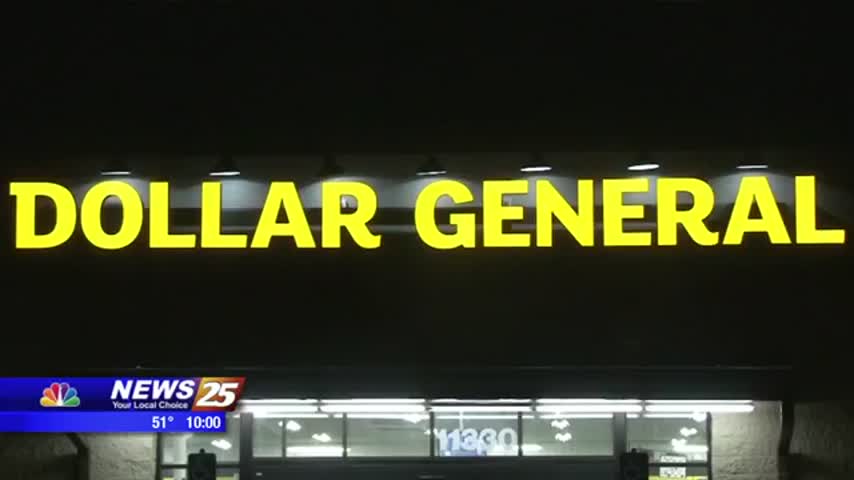 DOLLAR GENERAL
NEWS 25
Your Local Choice
51° 10:00
11330